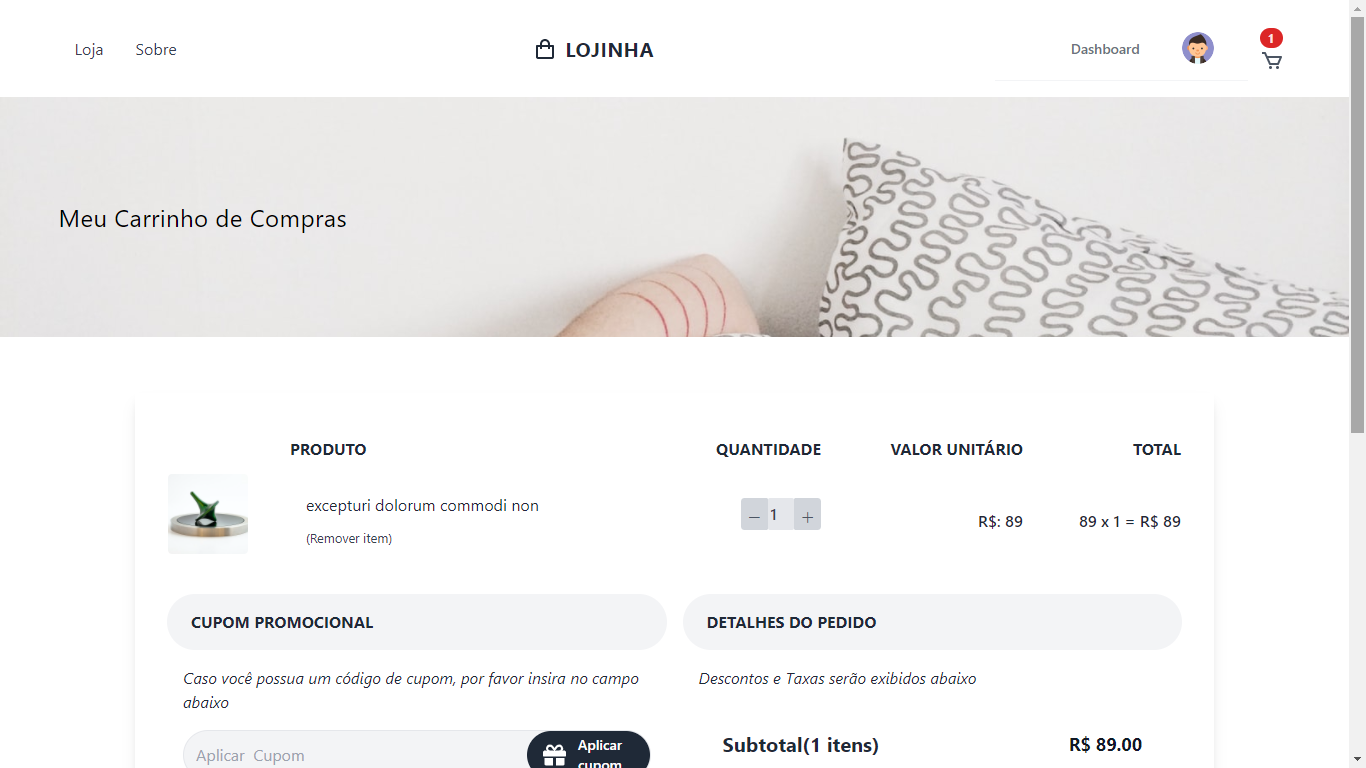 Loja Sobre LOJINHA Dashboard 1
Meu Carrinho de Compras
PRODUTO QUANTIDADE VALOR UNITÁRIO TOTAL
excepturi dolorum commodi non
(Remover item)
− 1 +
R$: 89 89 x 1 = R$ 89
CUPOM PROMOCIONAL
Caso você possua um código de cupom, por favor insira no campo
abaixo
Aplicar Cupom
Aplicar
cupom
DETALHES DO PEDIDO
Descontos e Taxas serão exibidos abaixo
Subtotal(1 itens) R$ 89.00